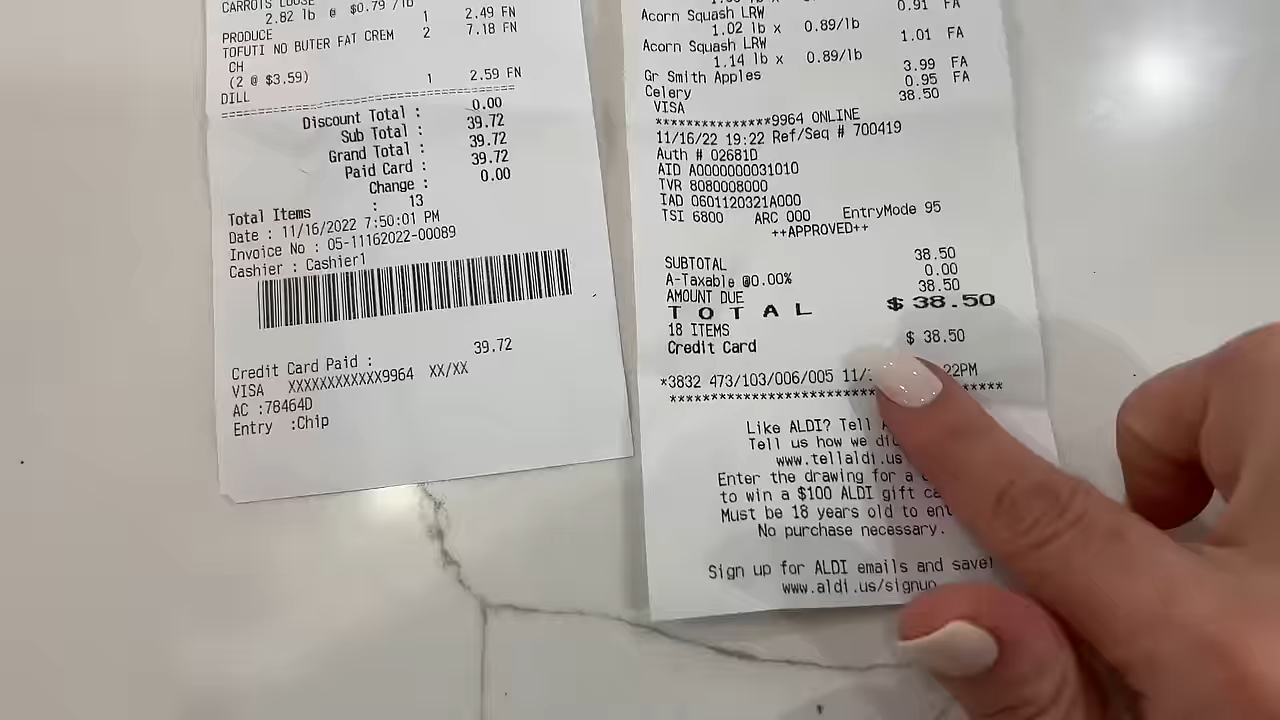 CARROTS LOOSE
2.82 lb @ $0.79 /lb
PRODUCE 1 2.49 FN
TOFUTI NO BUTER FAT CREM 2 7.18 FN
CH
(2 @ $3.59)
DILL 1 2.59 FN
Discount Total : 0.00
Sub Total : 39.72
Grand Total : 39.72
Paid Card : 39.72
Change : 0.00
Total Items : 13
Date : 11/16/2022 7:50:01 PM
Invoice No : 05-11162022-00089
Cashier : Cashier1
Credit Card Paid : 39.72
VISA XXXXXXXXXXXX9964 XX/XX
AC :78464D
Entry :Chip
0.91 FA
Acorn Squash LRW
1.02 lb x 0.89/lb
Acorn Squash LRW 1.01 FA
1.14 lb x 0.89/lb
Gr Smith Apples 3.99 FA
Celery 0.95 FA
VISA 38.50
**************9964 ONLINE
11/16/22 19:22 Ref/Seq # 700419
Auth # 02681D
AID A0000000031010
TVR 8080008000
IAD 0601120321A000
TSI 6800 ARC 000 EntryMode 95
++APPROVED++
SUBTOTAL 38.50
A-Taxable @0.00% 0.00
AMOUNT DUE 38.50
TOTAL $38.50
18 ITEMS
Credit Card $ 38.50
*3832 473/103/006/005 11/ 22PM
****************************************
Like ALDI? Tell
Tell us how we
www.tellaldi.us
Enter the drawing for a
to win a $100 ALDI gift
Must be 18 years old to
No purchase necessary.
Sign up for ALDI emails and save!
www.aldi.us/signup